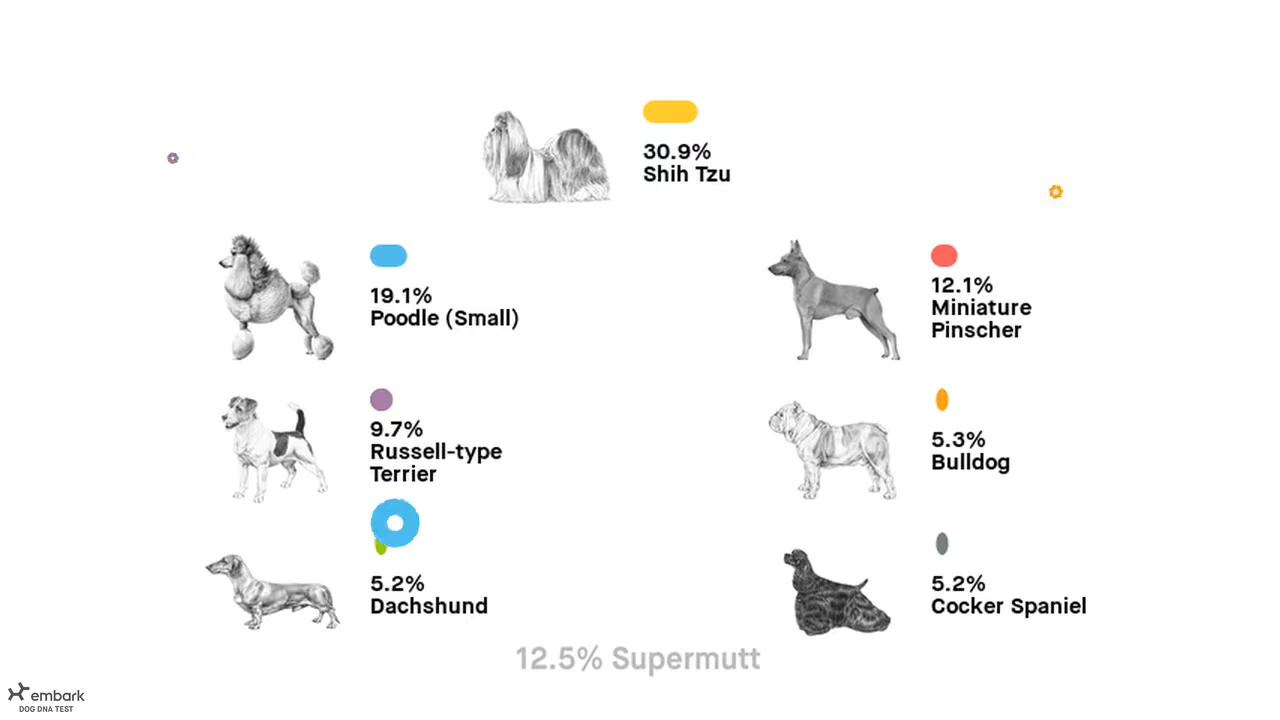 30.9%
Shih Tzu
19.1%
Poodle (Small)
12.1%
Miniature
Pinscher
9.7%
Russell-type
Terrier
5.3%
Bulldog
5.2%
Dachshund
5.2%
Cocker Spaniel
12.5% Supermutt
embark
DOG DNA TEST